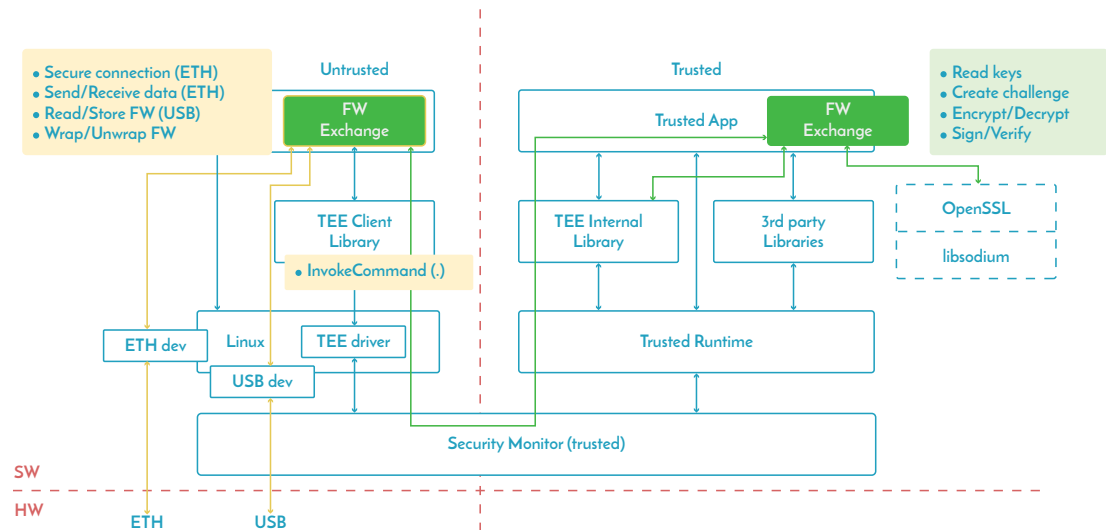 • Secure connection (ETH)
• Send/Receive data (ETH)
• Read/Store FW (USB)
• Wrap/Unwrap FW
Untrusted
FW
Exchange
Trusted
Trusted App
FW
Exchange
• Read keys
• Create challenge
• Encrypt/Decrypt
• Sign/Verify
TEE Client
Library
• InvokeCommand (.)
TEE Internal
Library
3rd party
Libraries
OpenSSL
libsodium
ETH dev
Linux
TEE driver
USB dev
Trusted Runtime
Security Monitor (trusted)
SW
HW
ETH
USB